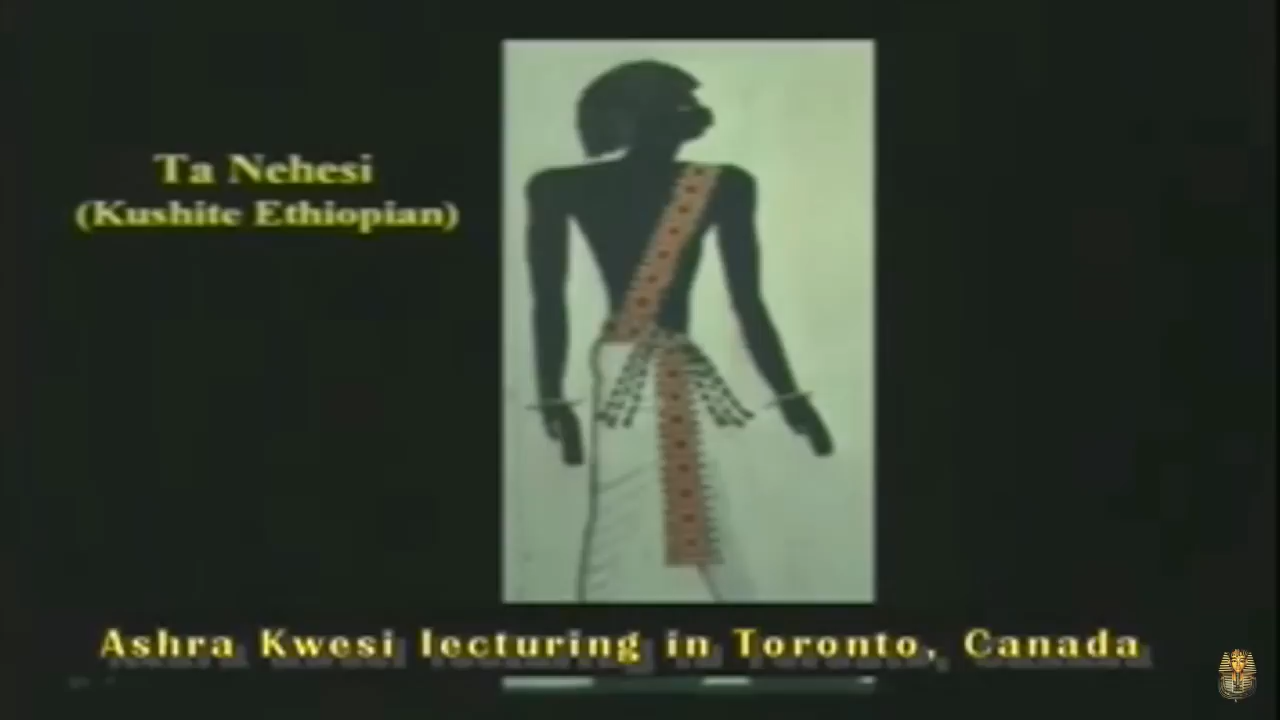 Ta Nehesi
(Kushite Ethiopian)
Ashra Kwesi lecturing in Toronto, Canada